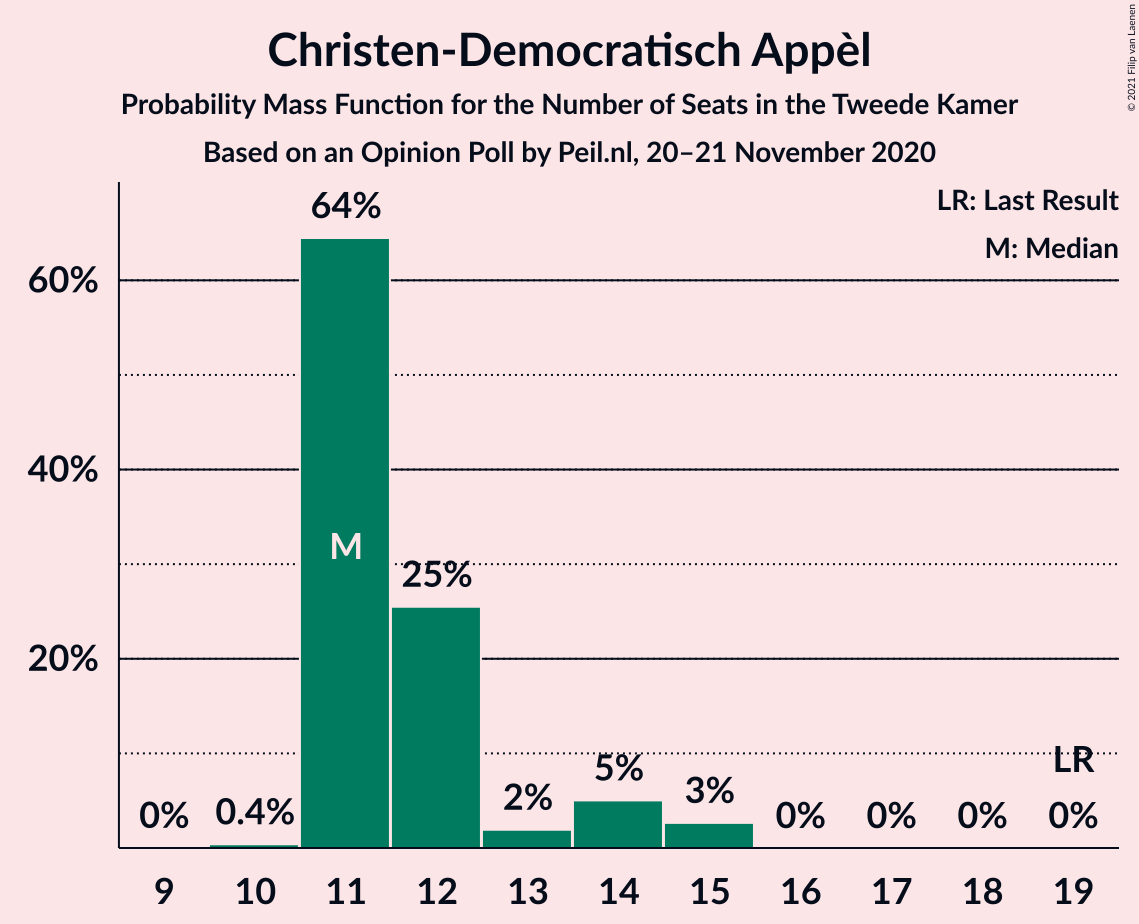 Christen-Democratisch Appèl
Probability Mass Function for the Number of Seats in the Tweede Kamer
Based on an Opinion Poll by Peil.nl, 20–21 November 2020
© 2021 Filip van Laenen
LR: Last Result
M: Median
64%
60%
40%
M
25%
20%
LR
5%
3%
2%
0% 0.4% 0% 0% 0% 0%
9 10 11 12 13 14 15 16 17 18 19